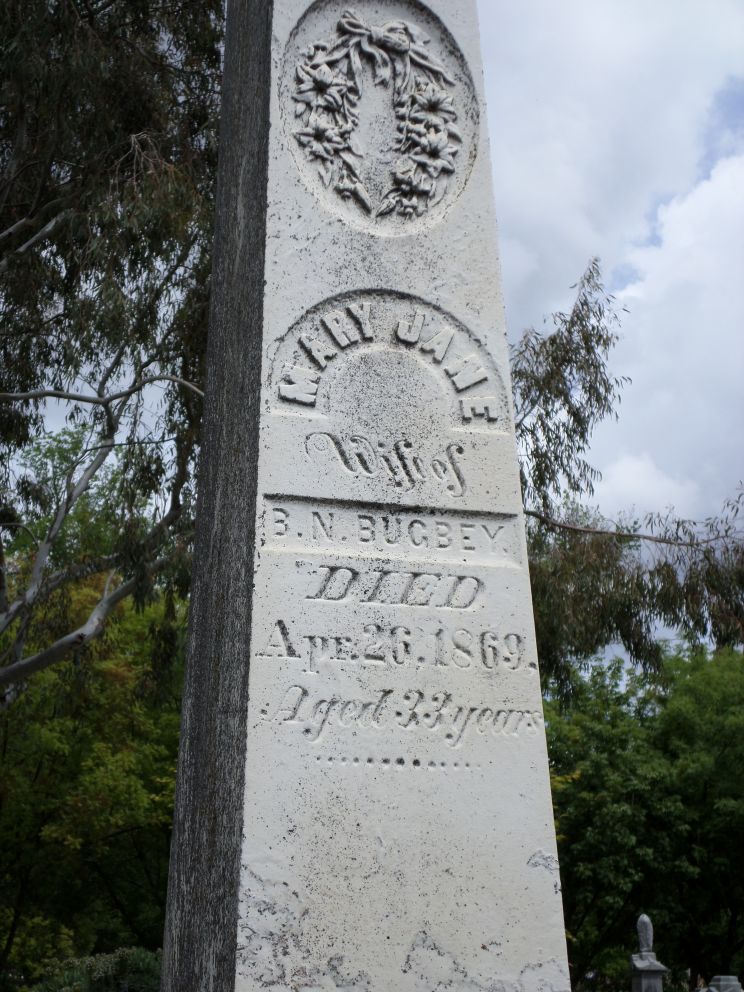 MARY JANE
Wife of
B. N. BUGBEY.
DIED
Apr. 26. 1869.
Aged 33 years